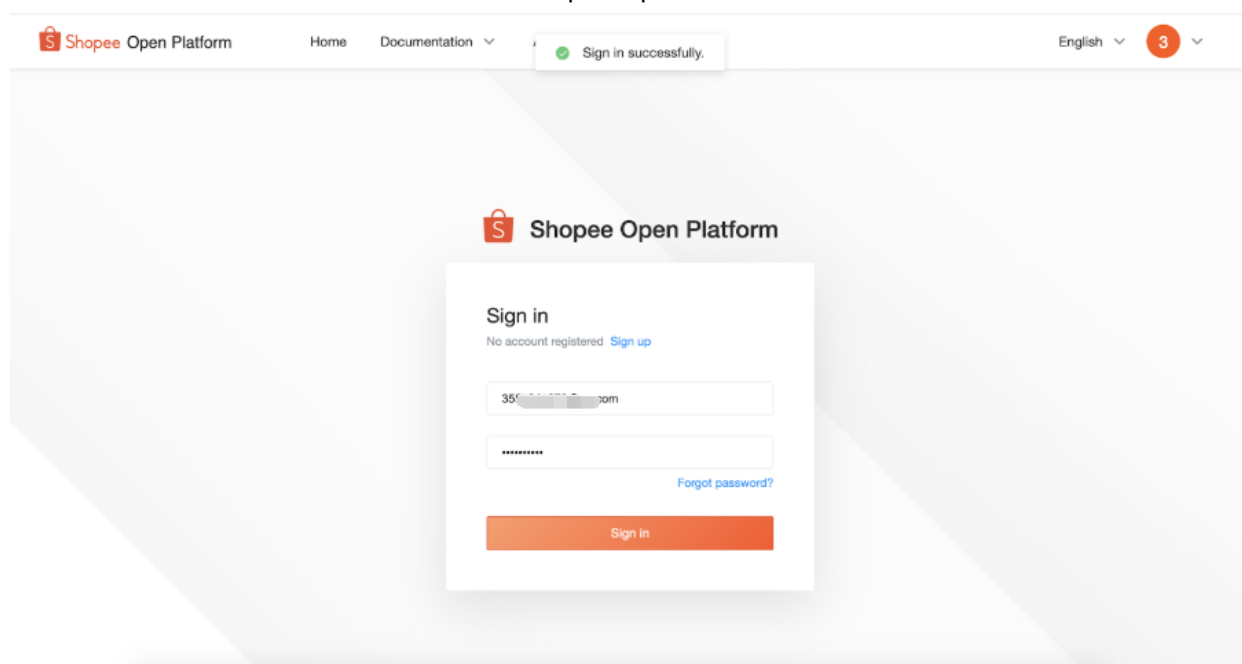 Shopee Open Platform Home Documentation Sign in successfully. English 3
Shopee Open Platform
Sign in
No account registered Sign up
com
••••••••••
Forgot password?
Sign in